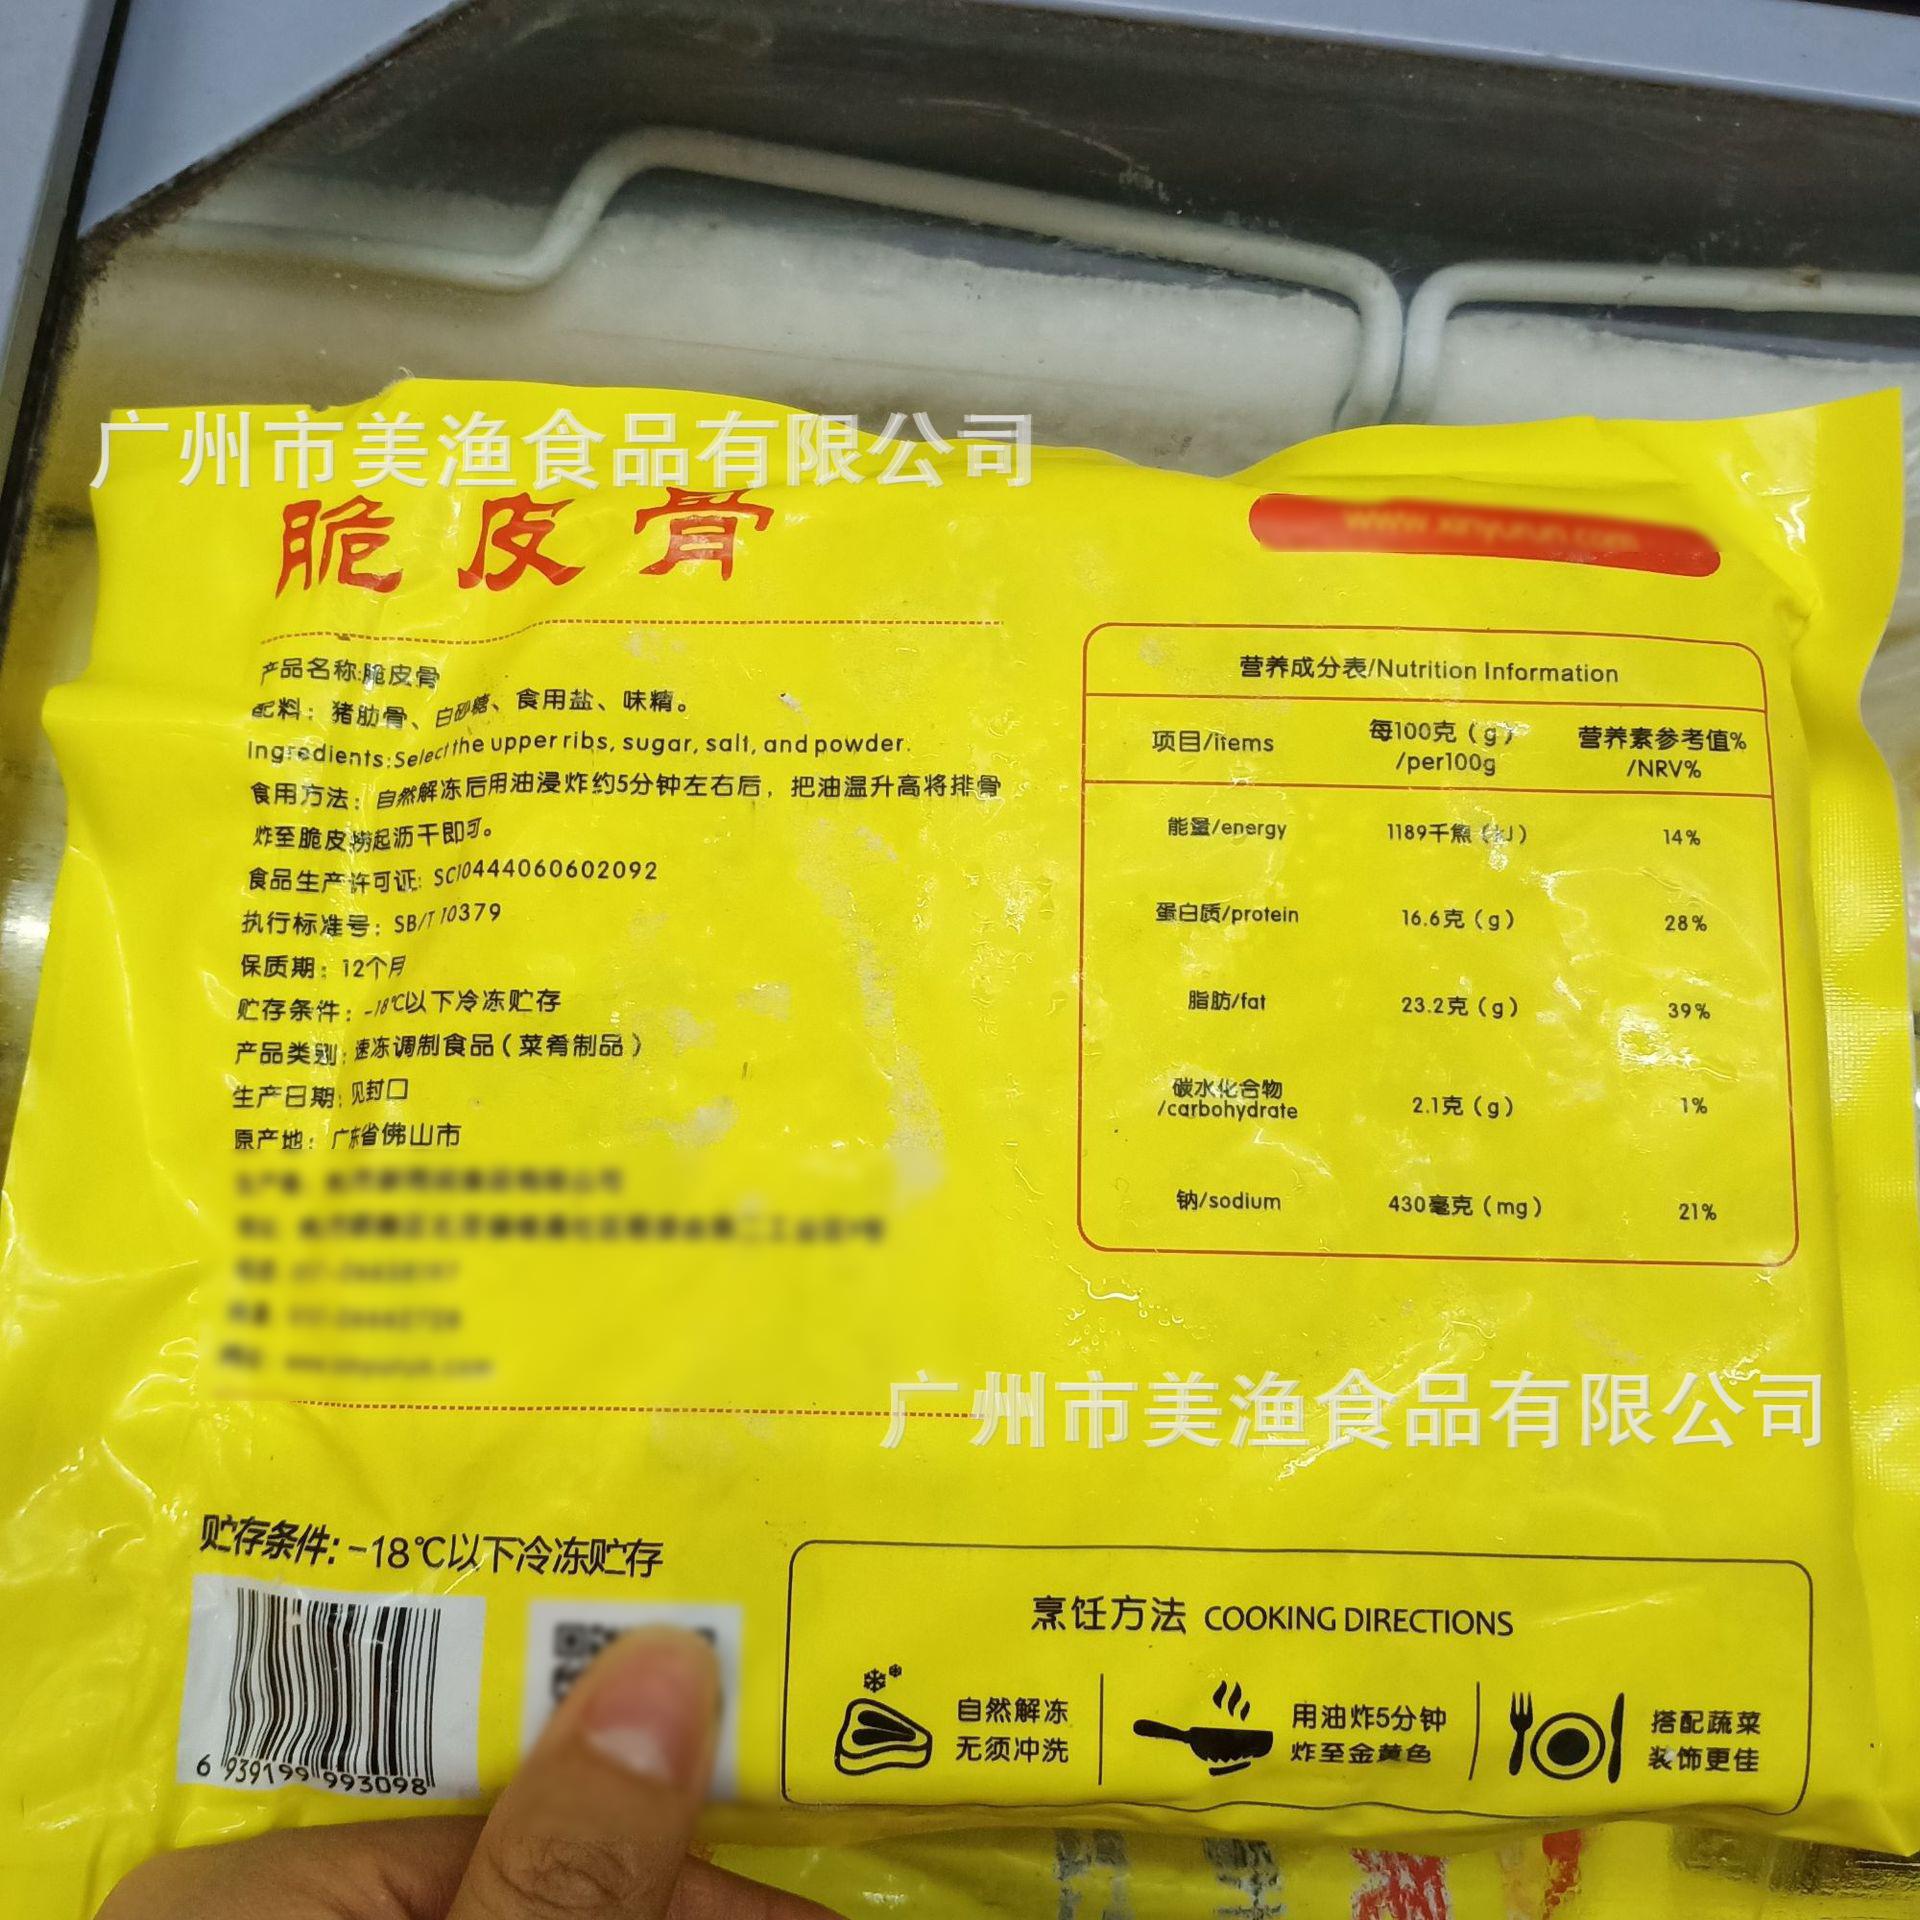 广州市美渔食品有限公司
脆皮骨
产品名称:脆皮骨
配料：猪肋骨、白砂糖、食用盐、味精。
Ingredients:Select the upper ribs, sugar, salt, and powder.
食用方法：自然解冻后用油浸炸约5分钟左右后，把油温升高将排骨
炸至脆皮捞起沥干即可。
食品生产许可证: SC10444060602092
执行标准号：SB/T 10379
保质期：12个月
贮存条件：-18℃以下冷冻贮存
产品类别：速冻调制食品（菜肴制品）
生产日期：见封口
原产地：广东省佛山市
营养成分表/Nutrition Information
项目/items 每100克（g）/per100g 营养素参考值%/NRV%
能量/energy 1189千焦（kJ） 14%
蛋白质/protein 16.6克（g） 28%
脂肪/fat 23.2克（g） 39%
碳水化合物/carbohydrate 2.1克（g） 1%
钠/sodium 430毫克（mg） 21%
广州市美渔食品有限公司
贮存条件:-18℃以下冷冻贮存
6 939199 993098
烹饪方法 COOKING DIRECTIONS
自然解冻
无须冲洗
用油炸5分钟
炸至金黄色
搭配蔬菜
装饰更佳